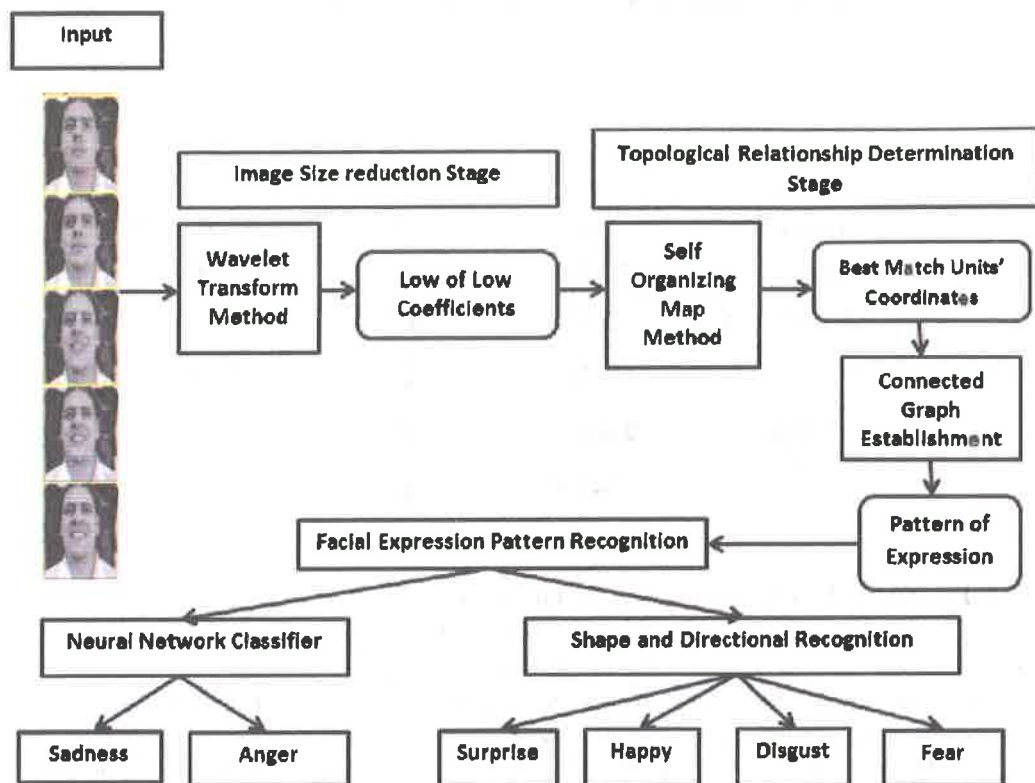 Input
Image Size reduction Stage
Topological Relationship Determination
Stage
Wavelet
Transform
Method
Low of Low
Coefficients
Self
Organizing
Map
Method
Best Match Units'
Coordinates
Connected
Graph
Establishment
Pattern of
Expression
Facial Expression Pattern Recognition
Neural Network Classifier
Shape and Directional Recognition
Sadness
Anger
Surprise
Happy
Disgust
Fear